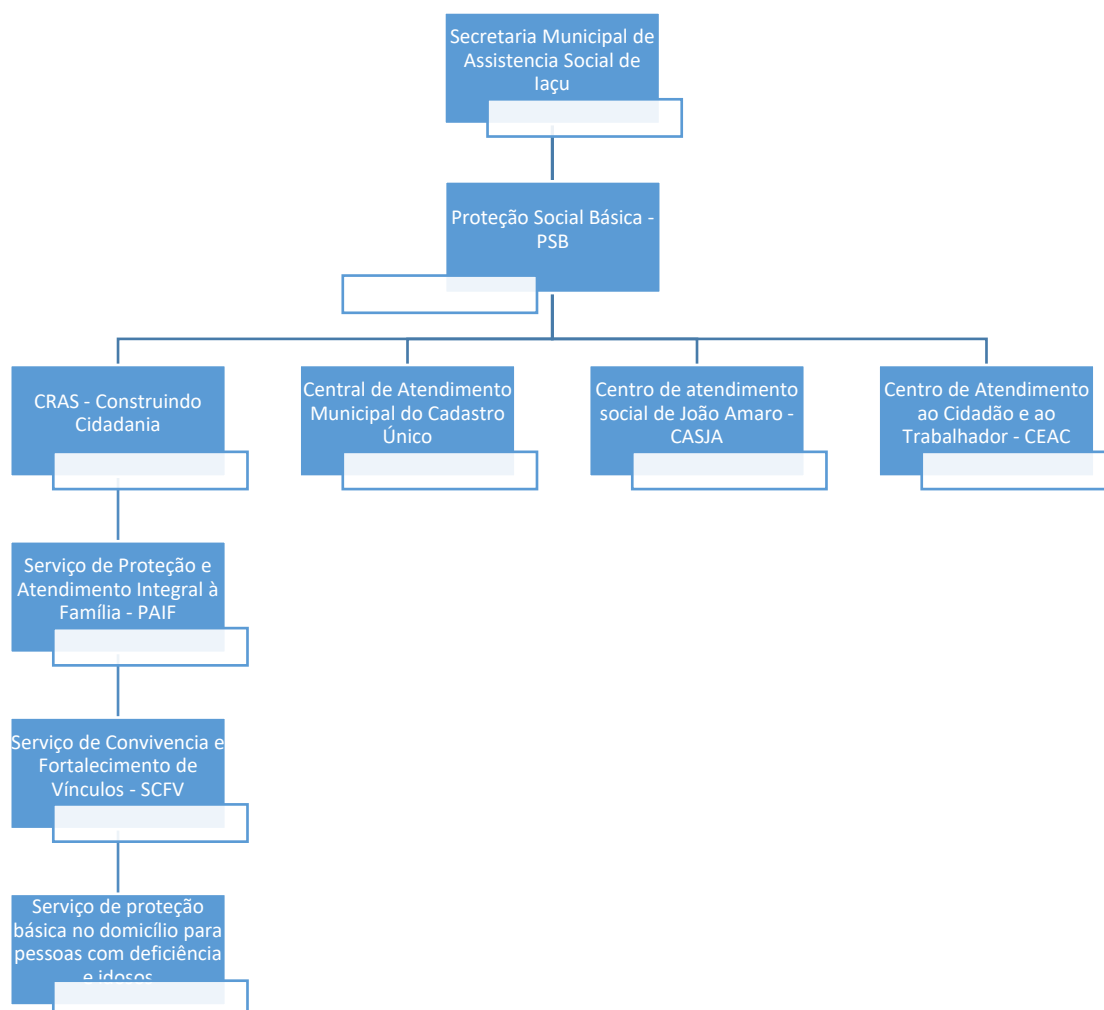 Secretaria Municipal de
Assistencia Social de
Iaçu
Proteção Social Básica -
PSB
CRAS - Construindo
Cidadania
Central de Atendimento
Municipal do Cadastro
Único
Centro de atendimento
social de João Amaro -
CASJA
Centro de Atendimento
ao Cidadão e ao
Trabalhador - CEAC
Serviço de Proteção e
Atendimento Integral à
Família - PAIF
Serviço de Convivencia e
Fortalecimento de
Vínculos - SCFV
Serviço de proteção
básica no domicílio para
pessoas com deficiência
e idosos